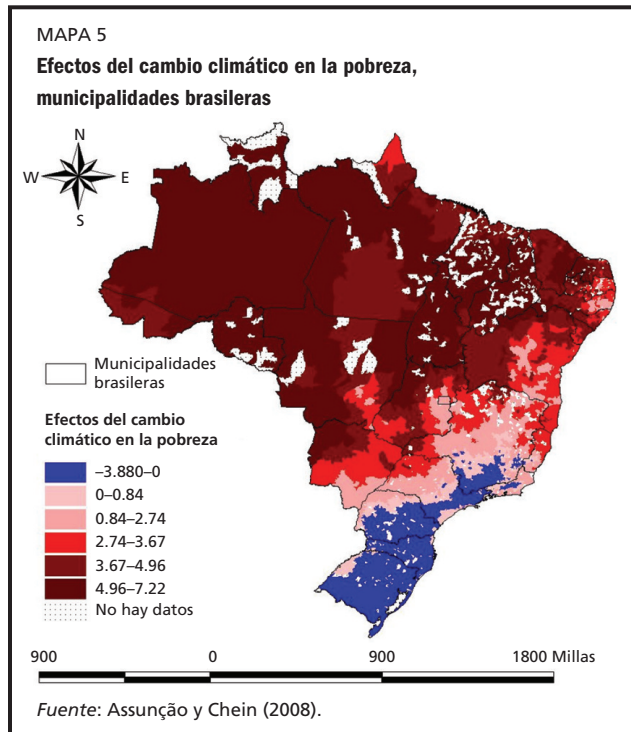 MAPA 5
Efectos del cambio climático en la pobreza,
municipalidades brasileras
N
W E
S
Municipalidades
brasileras
Efectos del cambio
climático en la pobreza
–3.880–0
0–0.84
0.84–2.74
2.74–3.67
3.67–4.96
4.96–7.22
No hay datos
900 0 900 1800 Millas
Fuente: Assunção y Chein (2008).